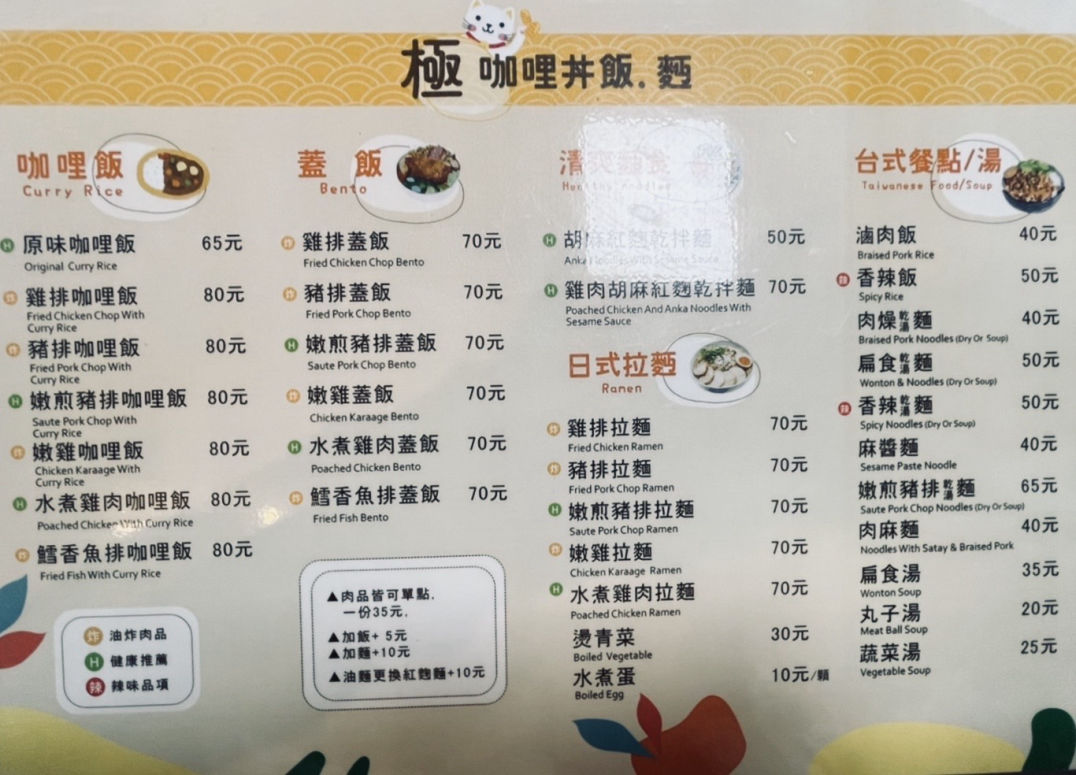 極 咖哩丼飯.麵
咖哩飯
Curry Rice
H 原味咖哩飯 65元
Original Curry Rice
炸 雞排咖哩飯 80元
Fried Chicken Chop With
Curry Rice
炸 豬排咖哩飯 80元
Fried Pork Chop With
Curry Rice
H 嫩煎豬排咖哩飯 80元
Saute Pork Chop With
Curry Rice
炸 嫩雞咖哩飯 80元
Chicken Karaage With
Curry Rice
H 水煮雞肉咖哩飯 80元
Poached Chicken With Curry Rice
炸 鱈香魚排咖哩飯 80元
Fried Fish With Curry Rice
炸 油炸肉品
H 健康推薦
辣 辣味品項
蓋 飯
Bento
炸 雞排蓋飯 70元
Fried Chicken Chop Bento
炸 豬排蓋飯 70元
Fried Pork Chop Bento
H 嫩煎豬排蓋飯 70元
Saute Pork Chop Bento
炸 嫩雞蓋飯 70元
Chicken Karaage Bento
H 水煮雞肉蓋飯 70元
Poached Chicken Bento
炸 鱈香魚排蓋飯 70元
Fried Fish Bento
▲肉品皆可單點,
一份35元,
▲加飯+ 5元
▲加麵+10元
▲油麵更換紅麴麵+10元
清爽
Healthy Noodles
H 胡麻紅麴乾拌麵 50元
Anka Noodles With Sesame Sauce
H 雞肉胡麻紅麴乾拌麵 70元
Poached Chicken And Anka Noodles With
Sesame Sauce
日式拉麵
Ramen
炸 雞排拉麵 70元
Fried Chicken Ramen
炸 豬排拉麵 70元
Fried Pork Chop Ramen
H 嫩煎豬排拉麵 70元
Saute Pork Chop Ramen
炸 嫩雞拉麵 70元
Chicken Karaage Ramen
H 水煮雞肉拉麵 70元
Poached Chicken Ramen
燙青菜 30元
Boiled Vegetable
水煮蛋 10元/顆
Boiled Egg
台式餐點/湯
Taiwanese Food/Soup
滷肉飯 40元
Braised Pork Rice
辣 香辣飯 50元
Spicy Rice
肉燥乾湯麵 40元
Braised Pork Noodles (Dry Or Soup)
扁食乾湯麵 50元
Wonton & Noodles (Dry Or Soup)
辣 香辣乾湯麵 50元
Spicy Noodles (Dry Or Soup)
麻醬麵 40元
Sesame Paste Noodle
嫩煎豬排乾湯麵 65元
Saute Pork Chop Noodles (Dry Or Soup)
肉麻麵 40元
Noodles With Satay & Braised Pork
扁食湯 35元
Wonton Soup
丸子湯 20元
Meat Ball Soup
蔬菜湯 25元
Vegetable Soup